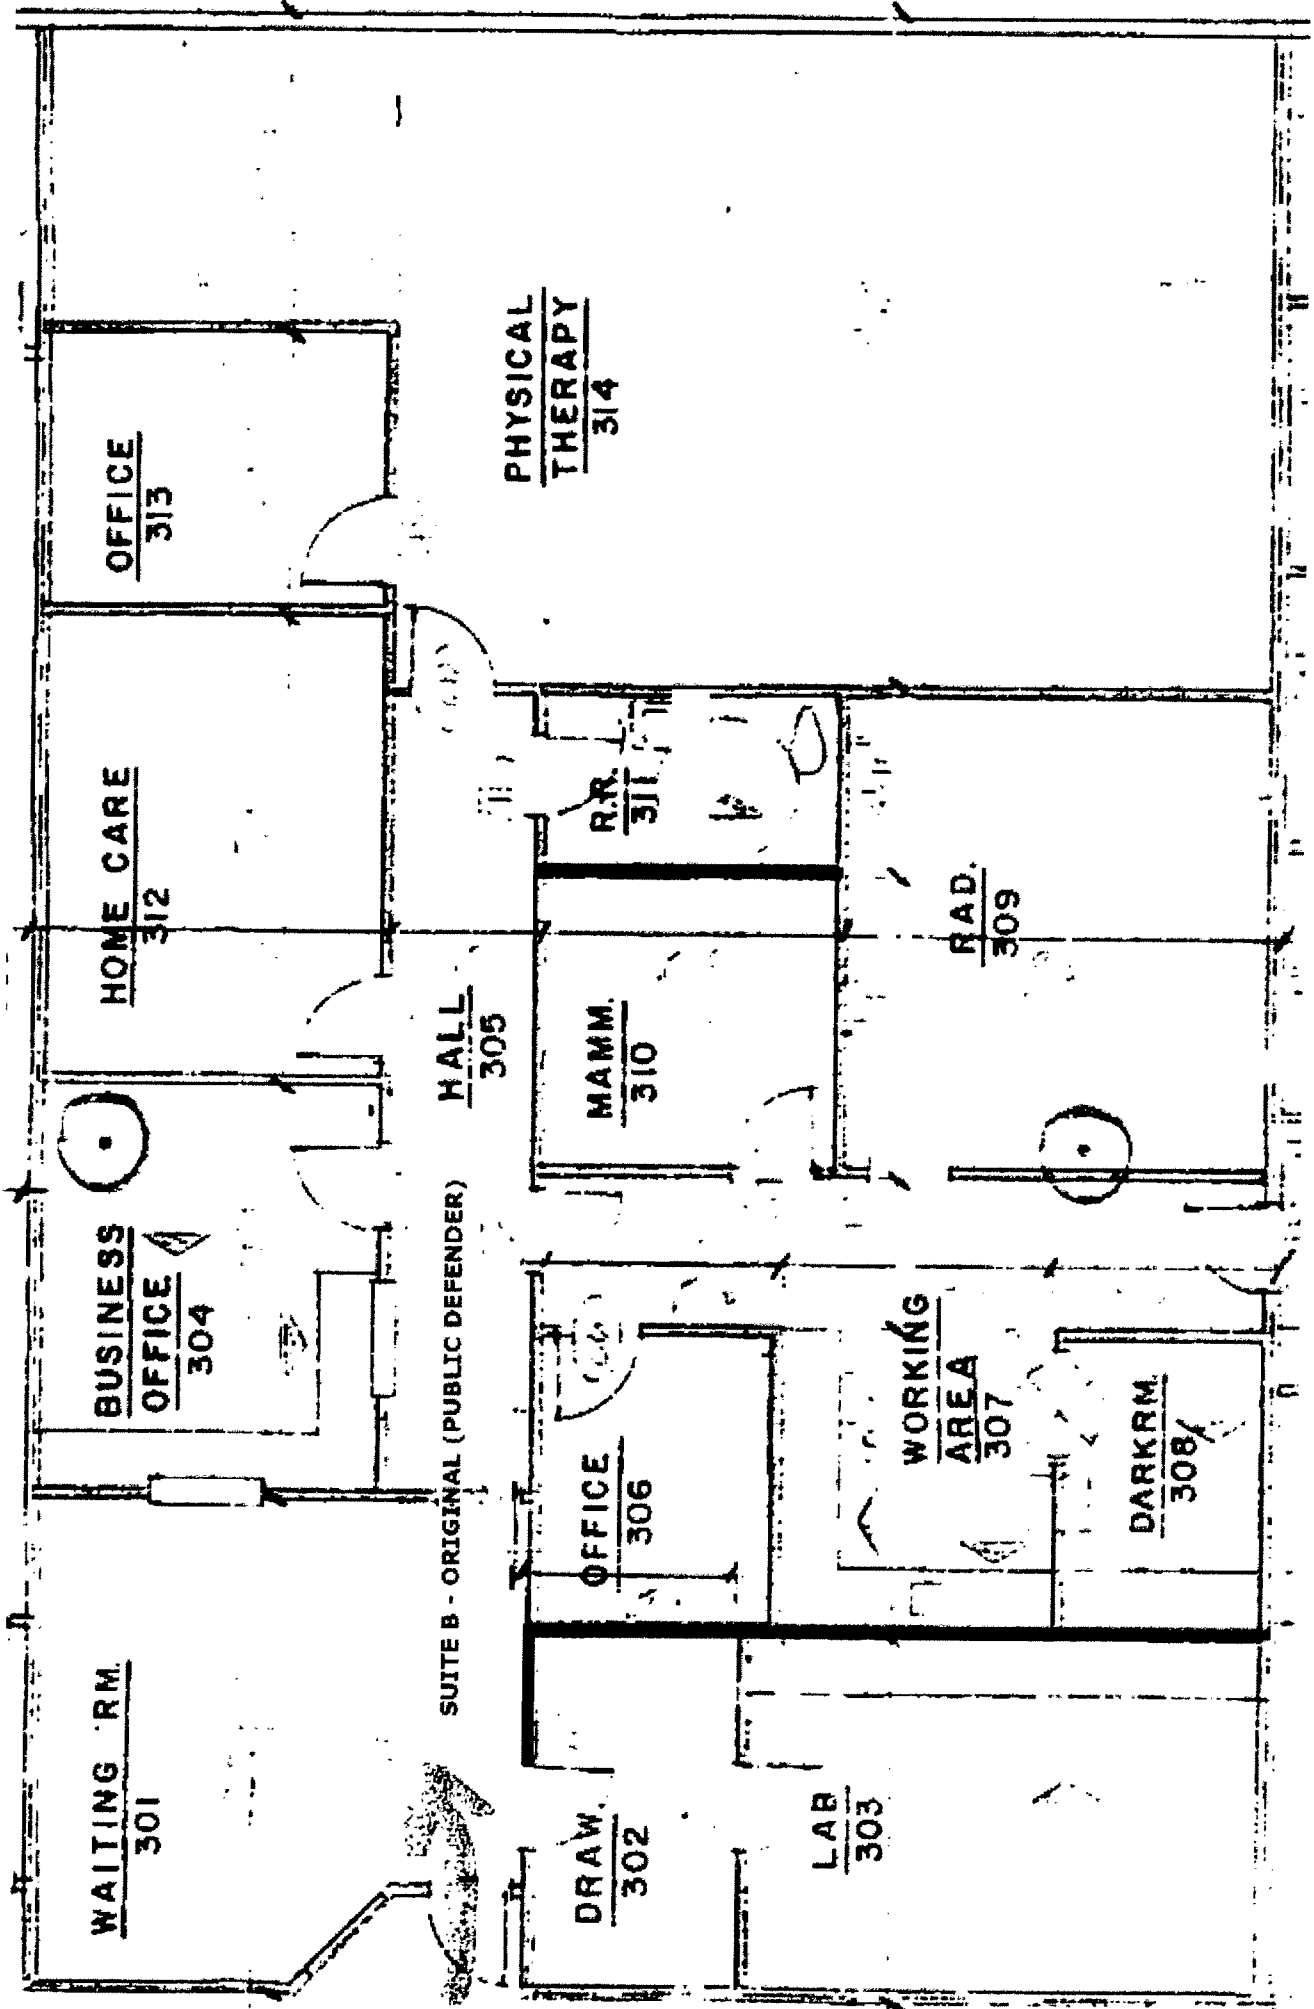 WAITING RM.
301
BUSINESS
OFFICE
304
HOME CARE
312
OFFICE
313
SUITE B - ORIGINAL (PUBLIC DEFENDER)
HALL
305
PHYSICAL
THERAPY
314
DRAW.
302
OFFICE
306
MAMM.
310
R.R.
311
LAB
303
WORKING
AREA
307
RAD.
309
DARKRM.
308